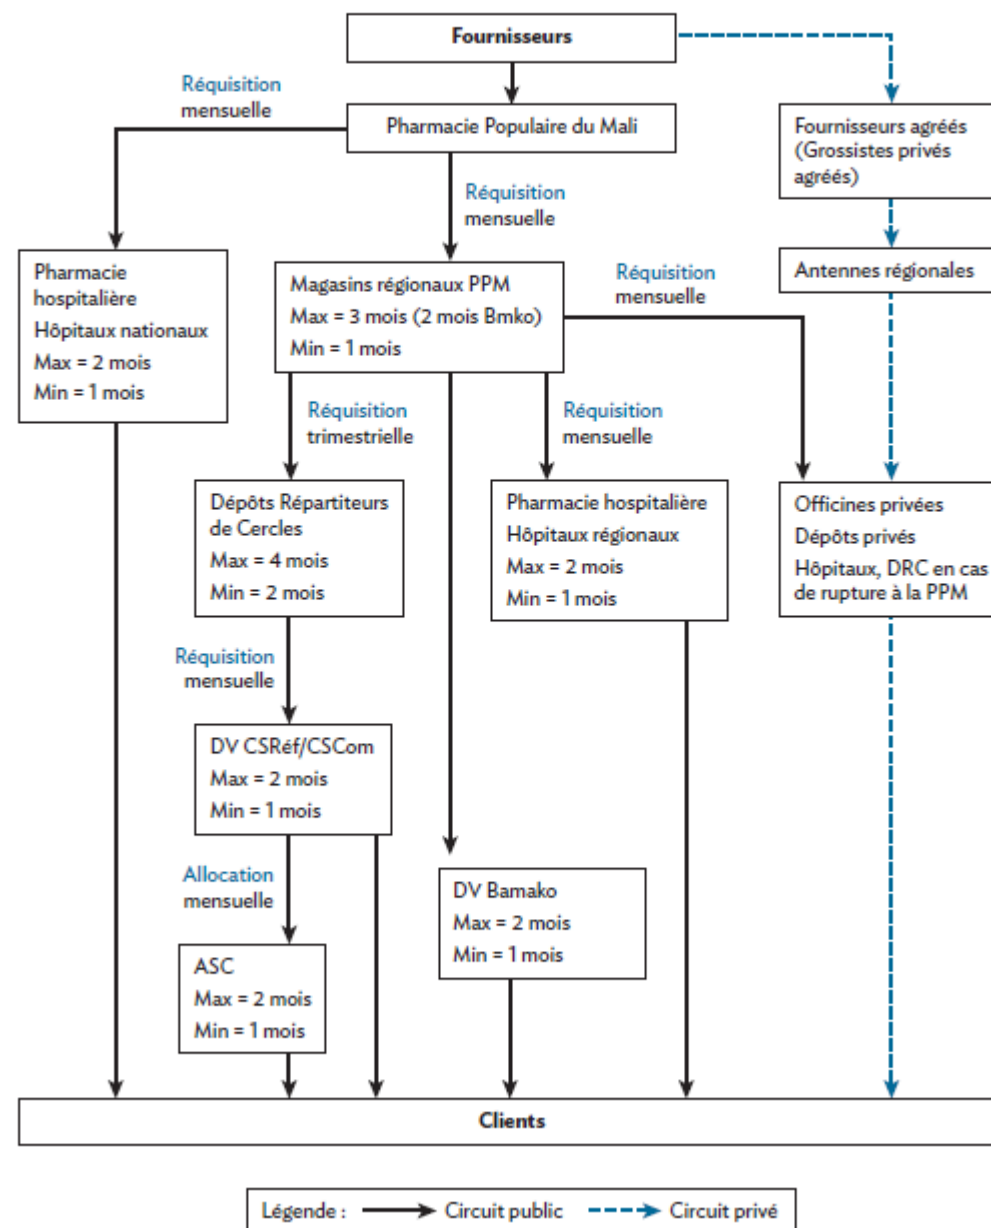 Fournisseurs
Réquisition
mensuelle
Pharmacie Populaire du Mali
Fournisseurs agréés
(Grossistes privés
agréés)
Réquisition
mensuelle
Pharmacie
hospitalière
Hôpitaux nationaux
Max = 2 mois
Min = 1 mois
Magasins régionaux PPM
Max = 3 mois (2 mois Bmko)
Min = 1 mois
Réquisition
mensuelle
Antennes régionales
Réquisition
trimestrielle
Réquisition
mensuelle
Dépôts Répartiteurs
de Cercles
Max = 4 mois
Min = 2 mois
Pharmacie hospitalière
Hôpitaux régionaux
Max = 2 mois
Min = 1 mois
Officines privées
Dépôts privés
Hôpitaux, DRC en cas
de rupture à la PPM
Réquisition
mensuelle
DV CSRéf/CSCom
Max = 2 mois
Min = 1 mois
Allocation
mensuelle
DV Bamako
Max = 2 mois
Min = 1 mois
ASC
Max = 2 mois
Min = 1 mois
Clients
Légende : Circuit public Circuit privé